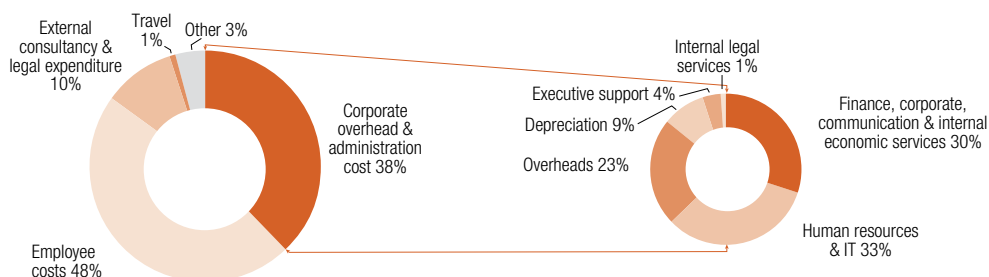 External
consultancy &
legal expenditure
10%
Travel
1%
Other 3%
Corporate
overhead &
administration
cost 38%
Employee
costs 48%
Internal legal
services 1%
Executive support 4%
Depreciation 9%
Overheads 23%
Finance, corporate,
communication & internal
economic services 30%
Human resources
& IT 33%